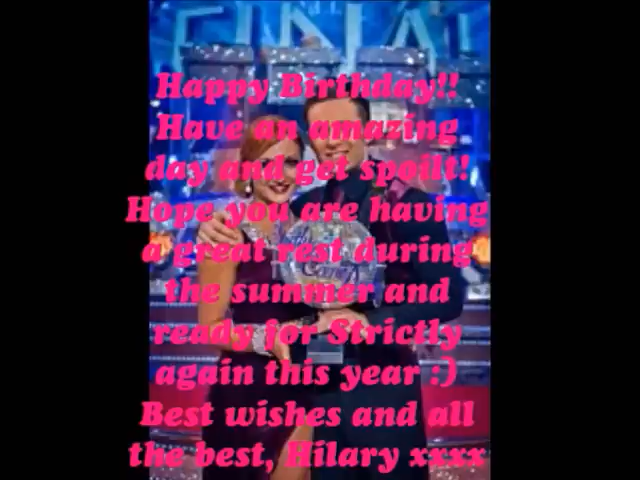 FINAL
Happy Birthday!!
Have an amazing
day and get spoilt!
Hope you are having
a great rest during
the summer and
ready for Strictly
again this year :)
Best wishes and all
the best, Hilary xxxx